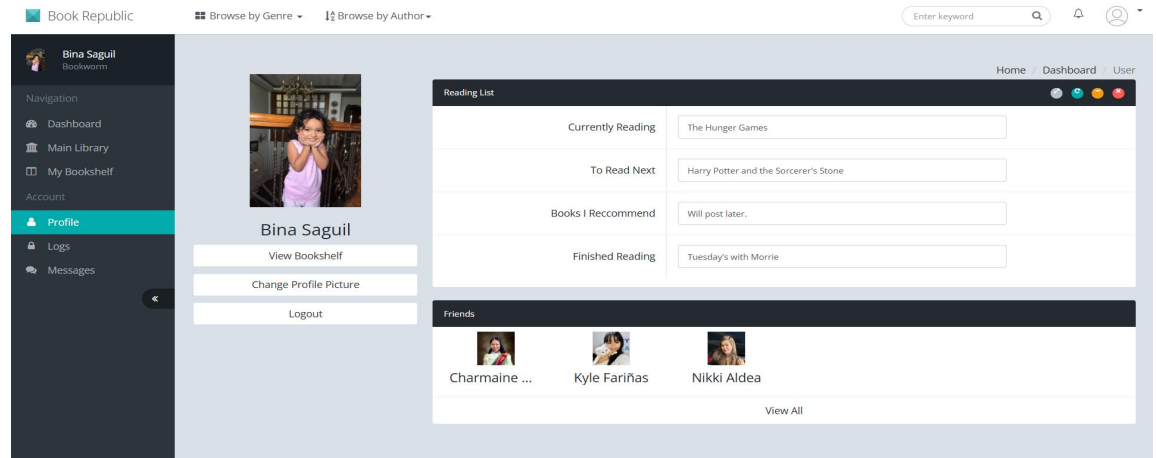 Book Republic
Browse by Genre
Browse by Author
Enter keyword
Bina Saguil
Bookworm
Navigation
Dashboard
Main Library
My Bookshelf
Account
Profile
Logs
Messages
Bina Saguil
View Bookshelf
Change Profile Picture
Logout
Home / Dashboard / User
Reading List
Currently Reading
The Hunger Games
To Read Next
Harry Potter and the Sorcerer's Stone
Books I Reccommend
Will post later.
Finished Reading
Tuesday's with Morrie
Friends
Charmaine ...
Kyle Fariñas
Nikki Aldea
View All